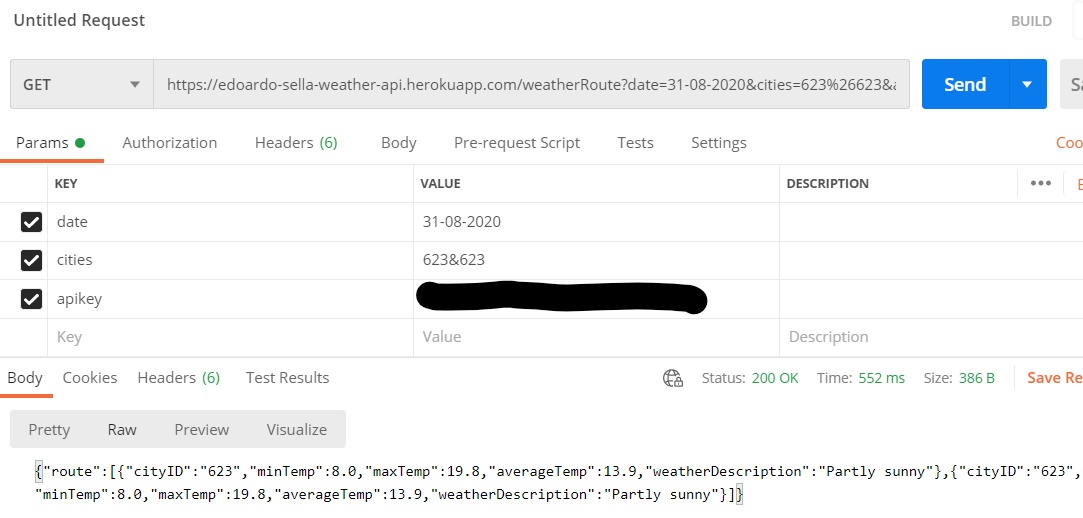 Untitled Request BUILD
GET https://edoardo-sella-weather-api.herokuapp.com/weatherRoute?date=31-08-2020&cities=623%26623& Send
Params Authorization Headers (6) Body Pre-request Script Tests Settings Coo
KEY VALUE DESCRIPTION •••
date 31-08-2020
cities 623&623
apikey
Key Value Description
Body Cookies Headers (6) Test Results Status: 200 OK Time: 552 ms Size: 386 B Save Re
Pretty Raw Preview Visualize
{"route":[{"cityID":"623","minTemp":8.0,"maxTemp":19.8,"averageTemp":13.9,"weatherDescription":"Partly sunny"},{"cityID":"623",
"minTemp":8.0,"maxTemp":19.8,"averageTemp":13.9,"weatherDescription":"Partly sunny"}]}